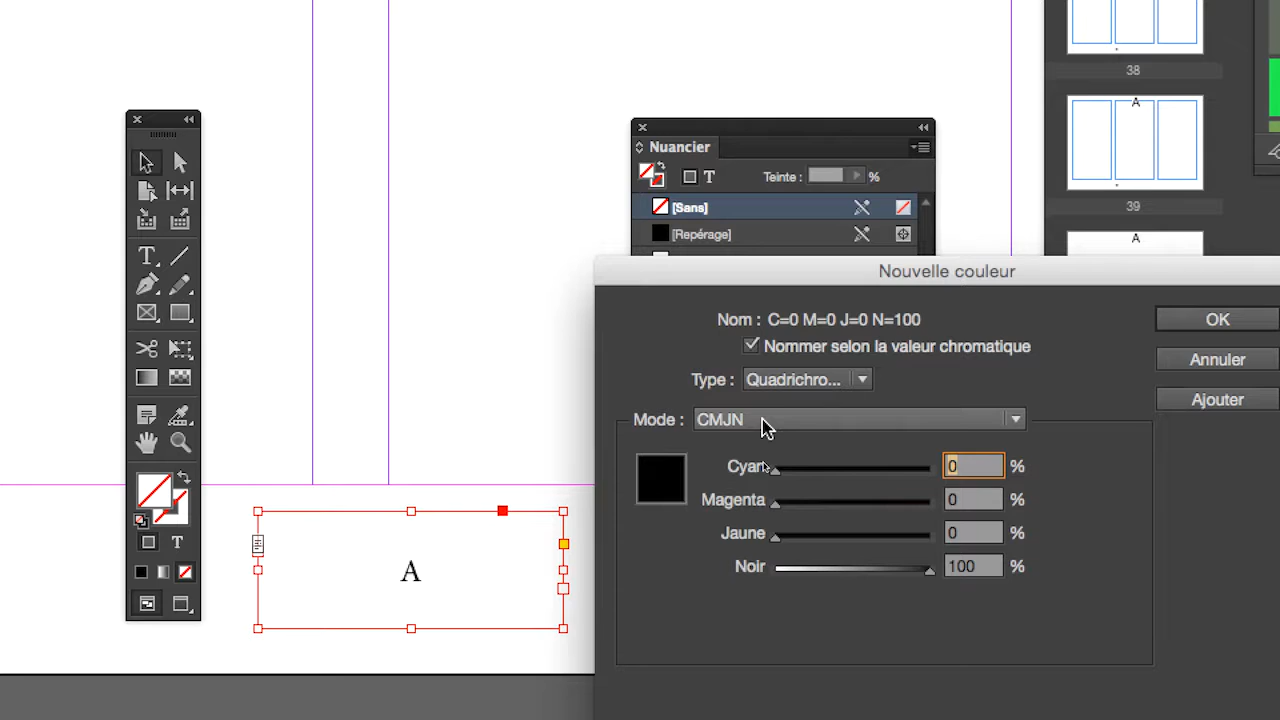 38
A
39
A
Nuancier
T
Teinte :
%
[Sans]
[Repérage]
Nouvelle couleur
Nom : C=0 M=0 J=0 N=100
Nommer selon la valeur chromatique
Type : Quadrichro...
Mode : CMJN
Cyan 0 %
Magenta 0 %
Jaune 0 %
Noir 100 %
OK
Annuler
Ajouter
T
T
A